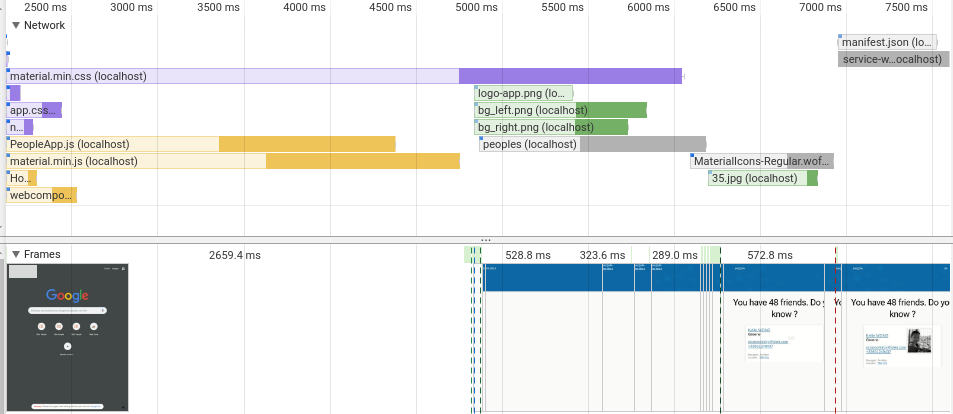 2500 ms 3000 ms 3500 ms 4000 ms 4500 ms 5000 ms 5500 ms 6000 ms 6500 ms 7000 ms 7500 ms
▼ Network
manifest.json (lo...
service-w...ocalhost)
material.min.css (localhost)
logo-app.png (lo...
app.css... bg_left.png (localhost)
n... bg_right.png (localhost)
PeopleApp.js (localhost) peoples (localhost)
material.min.js (localhost) MaterialIcons-Regular.wof...
Ho... 35.jpg (localhost)
webcompo...
...
▼ Frames 2659.4 ms 528.8 ms 323.6 ms 289.0 ms 572.8 ms
Google
You have 48 friends. Do y
know ?
Yo
You have 48 friends. Do yo
know ?